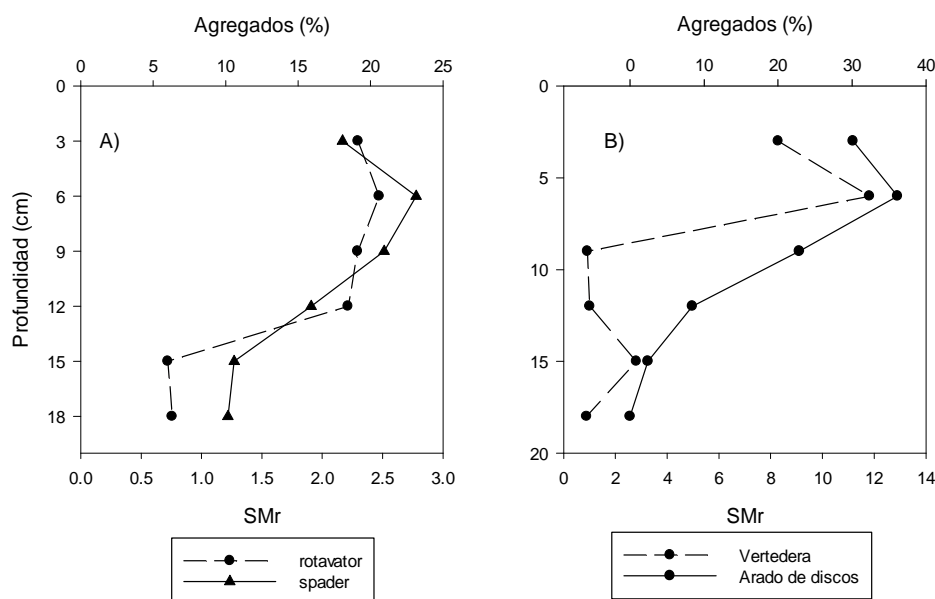 Agregados (%)
0 5 10 15 20 25
Agregados (%)
0 10 20 30 40
Profundidad (cm)
0
3
6
9
12
15
18
A)
0.0 0.5 1.0 1.5 2.0 2.5 3.0
SMr
0
5
10
15
20
B)
0 2 4 6 8 10 12 14
SMr
rotavator
spader
Vertedera
Arado de discos